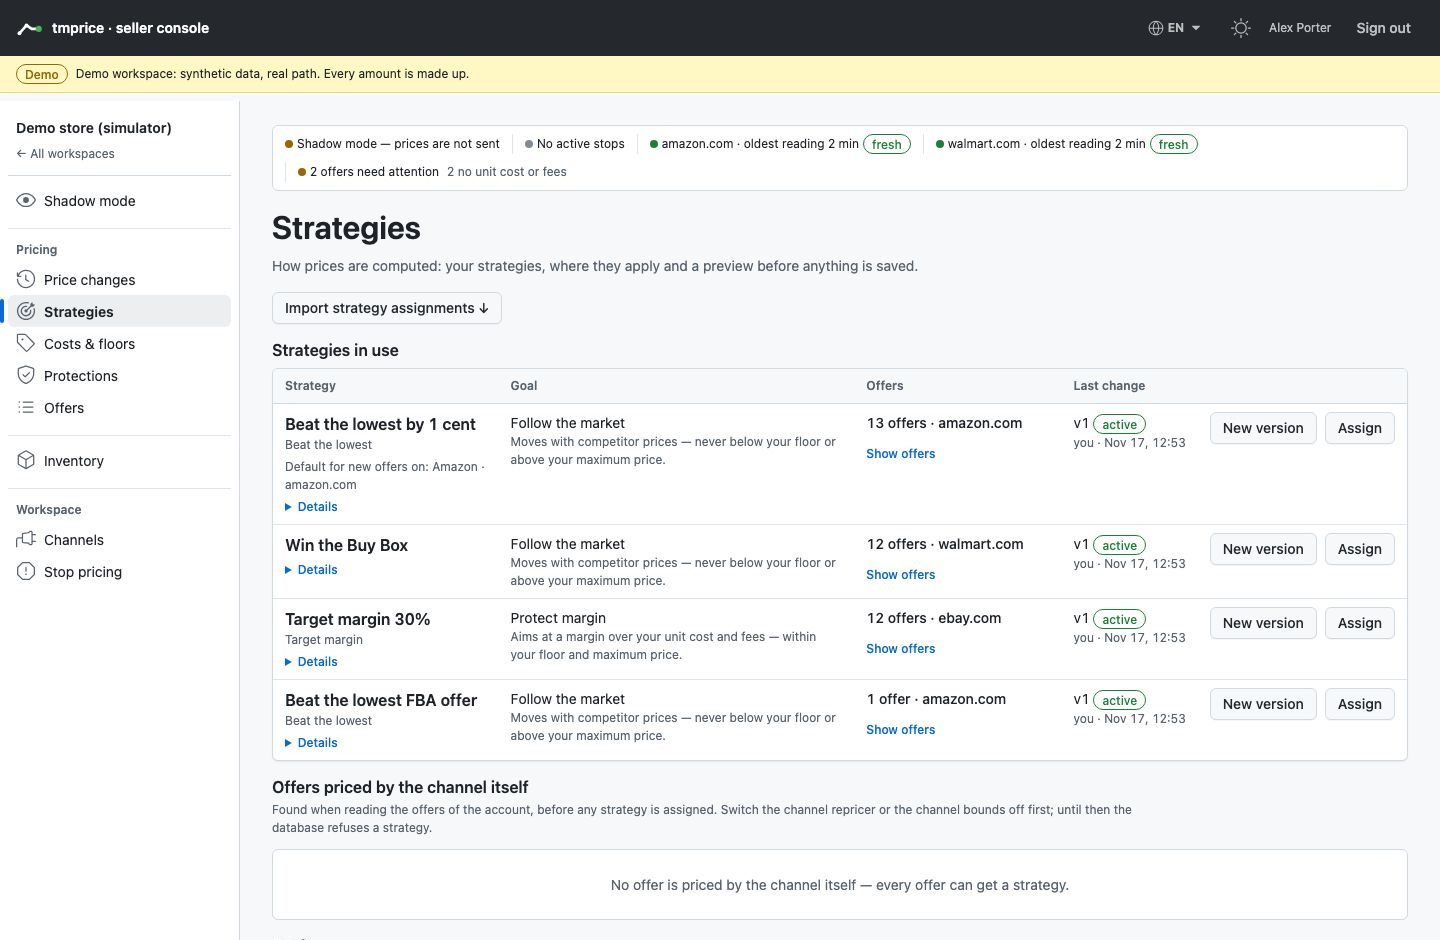 tmprice · seller console
EN
Alex Porter
Sign out
Demo
Demo workspace: synthetic data, real path. Every amount is made up.
Demo store (simulator)
← All workspaces
Shadow mode
Pricing
Price changes
Strategies
Costs & floors
Protections
Offers
Inventory
Workspace
Channels
Stop pricing
Shadow mode — prices are not sent
No active stops
amazon.com · oldest reading 2 min fresh
walmart.com · oldest reading 2 min fresh
2 offers need attention 2 no unit cost or fees
Strategies
How prices are computed: your strategies, where they apply and a preview before anything is saved.
Import strategy assignments ↓
Strategies in use
Strategy Goal Offers Last change
Beat the lowest by 1 cent
Beat the lowest
Default for new offers on: Amazon ·
amazon.com
Details
Follow the market
Moves with competitor prices — never below your floor or
above your maximum price.
13 offers · amazon.com
Show offers
v1 active
you · Nov 17, 12:53
New version
Assign
Win the Buy Box
Details
Follow the market
Moves with competitor prices — never below your floor or
above your maximum price.
12 offers · walmart.com
Show offers
v1 active
you · Nov 17, 12:53
New version
Assign
Target margin 30%
Target margin
Details
Protect margin
Aims at a margin over your unit cost and fees — within
your floor and maximum price.
12 offers · ebay.com
Show offers
v1 active
you · Nov 17, 12:53
New version
Assign
Beat the lowest FBA offer
Beat the lowest
Details
Follow the market
Moves with competitor prices — never below your floor or
above your maximum price.
1 offer · amazon.com
Show offers
v1 active
you · Nov 17, 12:53
New version
Assign
Offers priced by the channel itself
Found when reading the offers of the account, before any strategy is assigned. Switch the channel repricer or the channel bounds off first; until then the
database refuses a strategy.
No offer is priced by the channel itself — every offer can get a strategy.